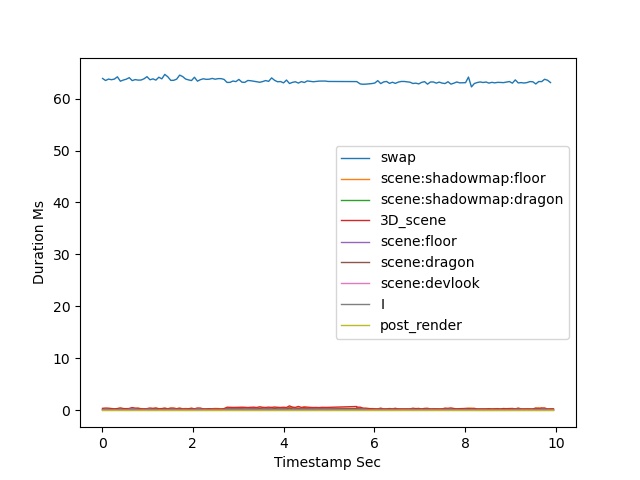 60
50
40
30
20
10
0
Duration Ms
swap
scene:shadowmap:floor
scene:shadowmap:dragon
3D_scene
scene:floor
scene:dragon
scene:devlook
I
post_render
0 2 4 6 8 10
Timestamp Sec